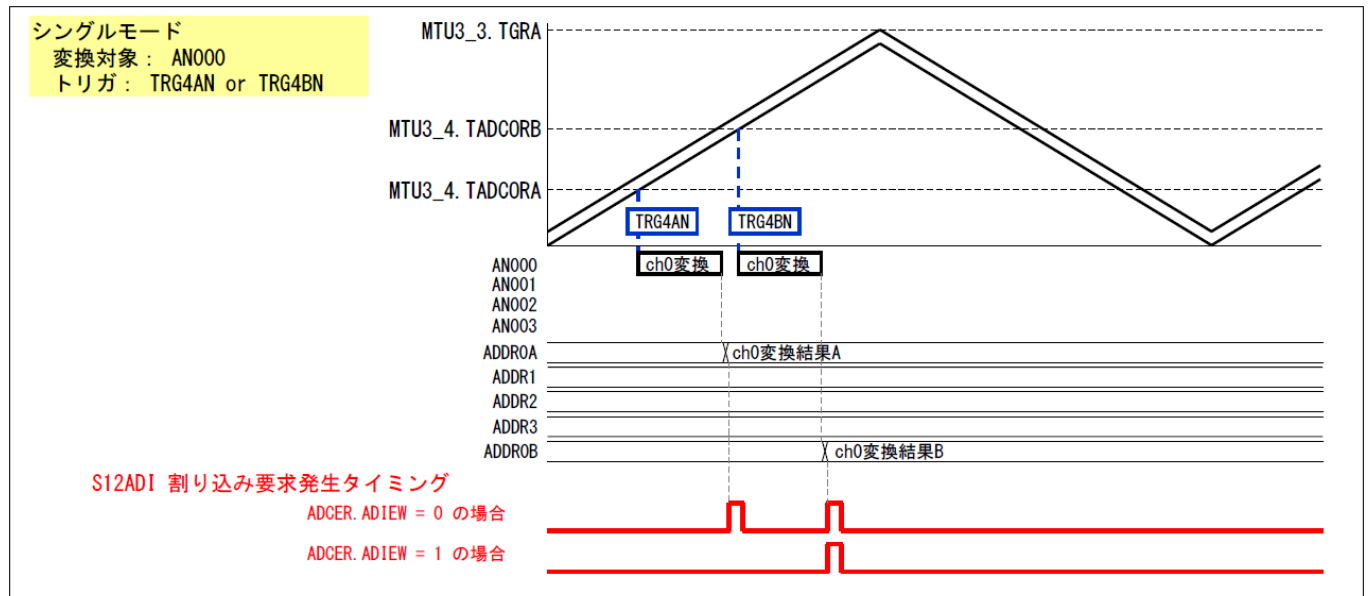 シングルモード
変換対象: AN000
トリガ: TRG4AN or TRG4BN
MTU3_3.TGRA
MTU3_4.TADCORB
MTU3_4.TADCORA
TRG4AN
TRG4BN
AN000
ch0変換
ch0変換
AN001
AN002
AN003
ADDR0A
ch0変換結果A
ADDR1
ADDR2
ADDR3
ADDR0B
ch0変換結果B
S12ADI 割り込み要求発生タイミング
ADCER.ADIEW = 0 の場合
ADCER.ADIEW = 1 の場合